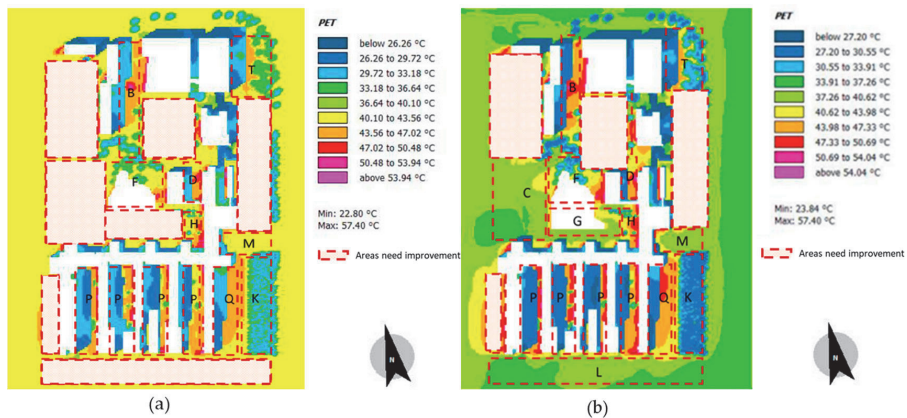 PET
below 26.26 °C
26.26 to 29.72 °C
29.72 to 33.18 °C
33.18 to 36.64 °C
36.64 to 40.10 °C
40.10 to 43.56 °C
43.56 to 47.02 °C
47.02 to 50.48 °C
50.48 to 53.94 °C
above 53.94 °C
Min: 22.80 °C
Max: 57.40 °C
Areas need improvement
N
T
B
F
D
H
M
P P P P Q K
(a)
PET
below 27.20 °C
27.20 to 30.55 °C
30.55 to 33.91 °C
33.91 to 37.26 °C
37.26 to 40.62 °C
40.62 to 43.98 °C
43.98 to 47.33 °C
47.33 to 50.69 °C
50.69 to 54.04 °C
above 54.04 °C
Min: 23.84 °C
Max: 57.40 °C
Areas need improvement
N
T
B
F
D
C
G
H
M
P P P P Q K
L
(b)